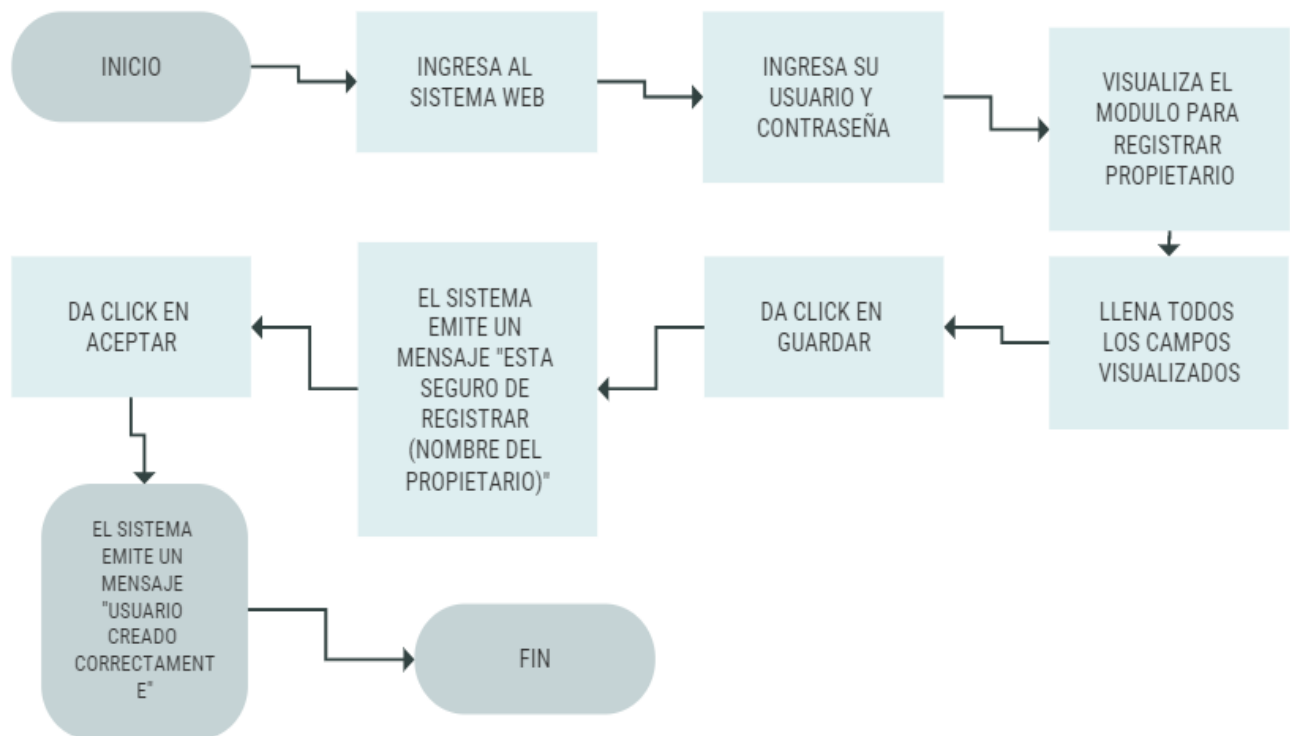 INICIO
INGRESA AL
SISTEMA WEB
INGRESA SU
USUARIO Y
CONTRASEÑA
VISUALIZA EL
MODULO PARA
REGISTRAR
PROPIETARIO
LLENA TODOS
LOS CAMPOS
VISUALIZADOS
DA CLICK EN
GUARDAR
EL SISTEMA
EMITE UN
MENSAJE "ESTA
SEGURO DE
REGISTRAR
(NOMBRE DEL
PROPIETARIO)"
DA CLICK EN
ACEPTAR
EL SISTEMA
EMITE UN
MENSAJE
"USUARIO
CREADO
CORRECTAMENT
E"
FIN